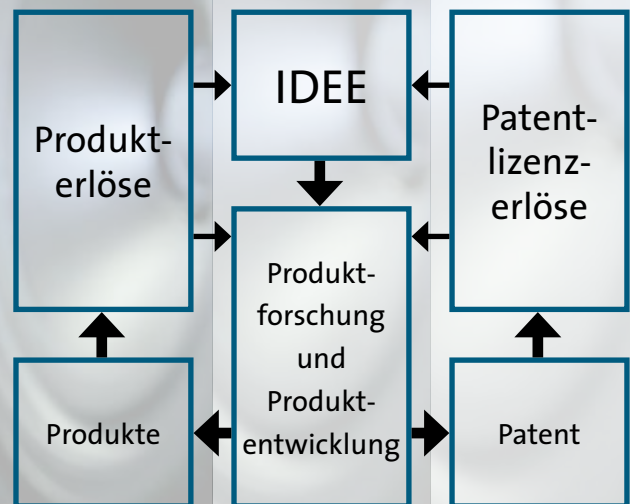 Produkt-
erlöse
IDEE
Patent-
lizenz-
erlöse
Produkt-
forschung
und
Produkt-
entwicklung
Produkte
Patent